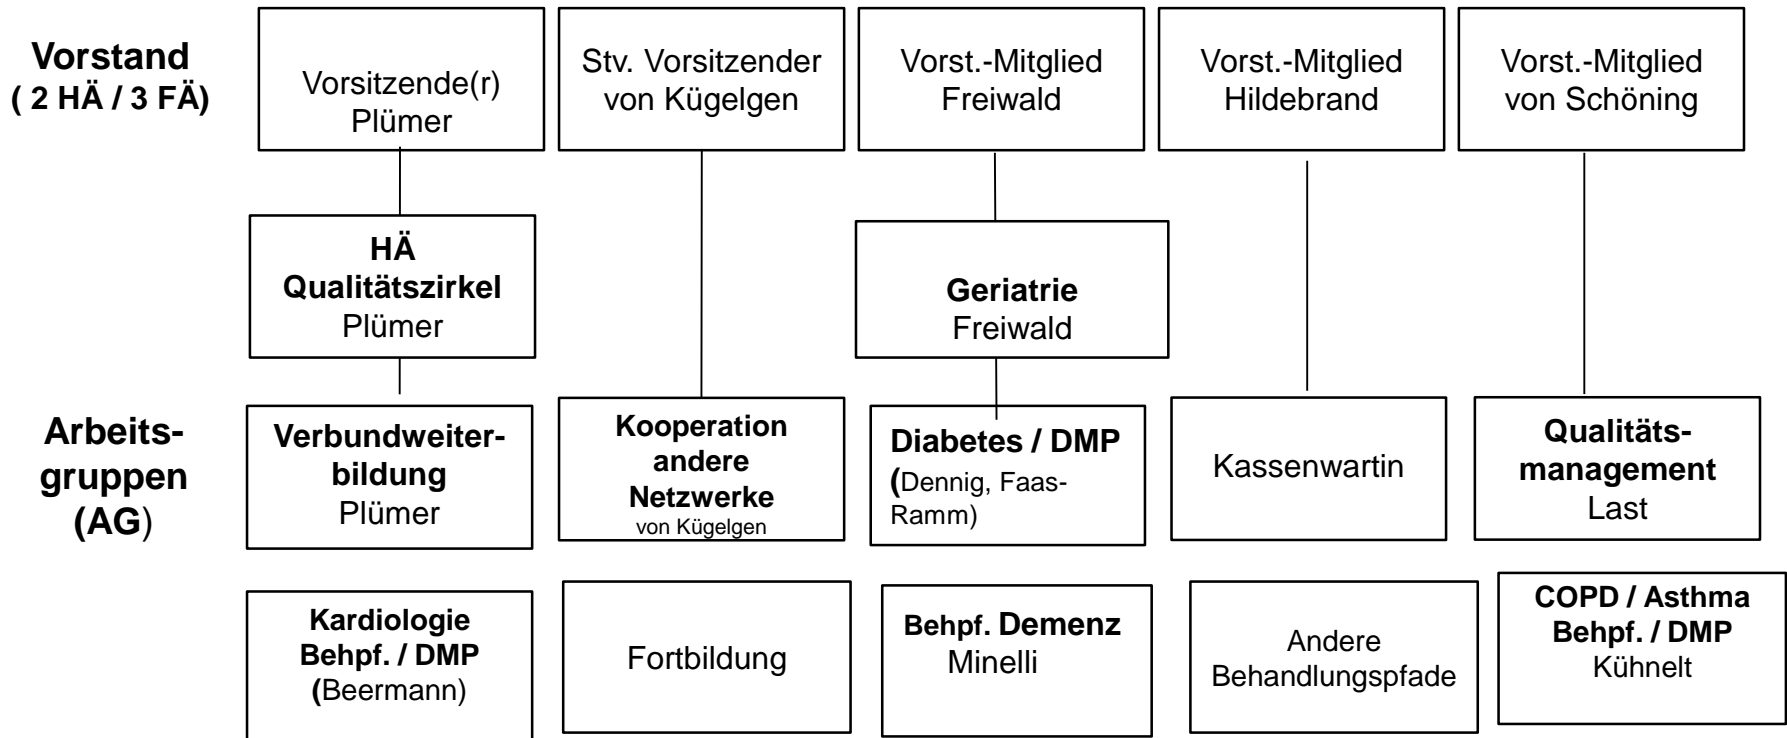 Vorstand
( 2 HÄ / 3 FÄ)
Vorsitzende(r)
Plümer
Stv. Vorsitzender
von Kügelgen
Vorst.-Mitglied
Freiwald
Vorst.-Mitglied
Hildebrand
Vorst.-Mitglied
von Schöning
HÄ
Qualitätszirkel
Plümer
Geriatrie
Freiwald
Arbeits-
gruppen
(AG)
Verbundweiter-
bildung
Plümer
Kooperation
andere
Netzwerke
von Kügelgen
Diabetes / DMP
(Dennig, Faas-
Ramm)
Kassenwartin
Qualitäts-
management
Last
Kardiologie
Behpf. / DMP
(Beermann)
Fortbildung
Behpf. Demenz
Minelli
Andere
Behandlungspfade
COPD / Asthma
Behpf. / DMP
Kühnelt